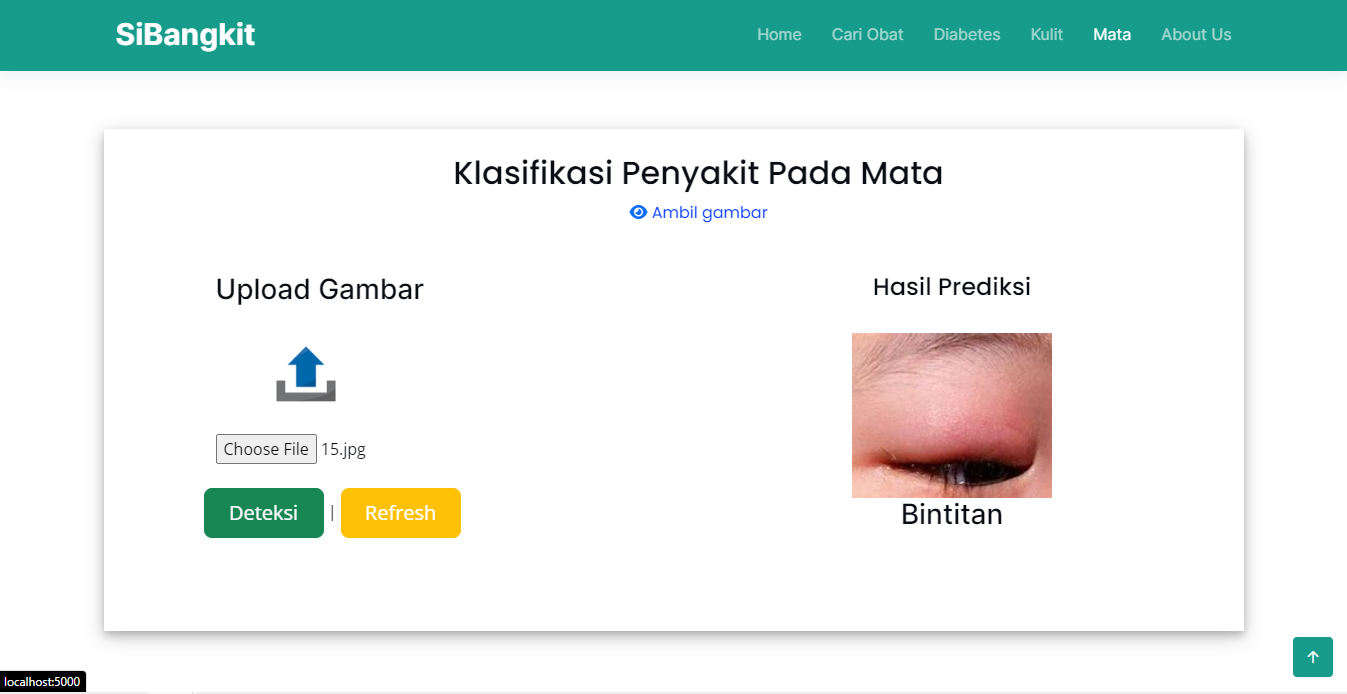 SiBangkit
Home Cari Obat Diabetes Kulit Mata About Us
Klasifikasi Penyakit Pada Mata
Ambil gambar
Upload Gambar
Hasil Prediksi
Choose File 15.jpg
Deteksi | Refresh
Bintitan
localhost:5000